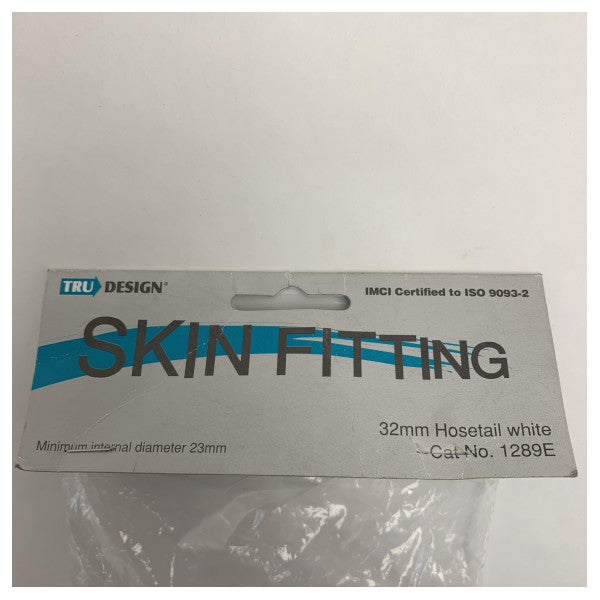 TRU DESIGN®
IMCI Certified to ISO 9093-2
SKIN FITTING
32mm Hosetail white
Minimum internal diameter 23mm
Cat No. 1289E